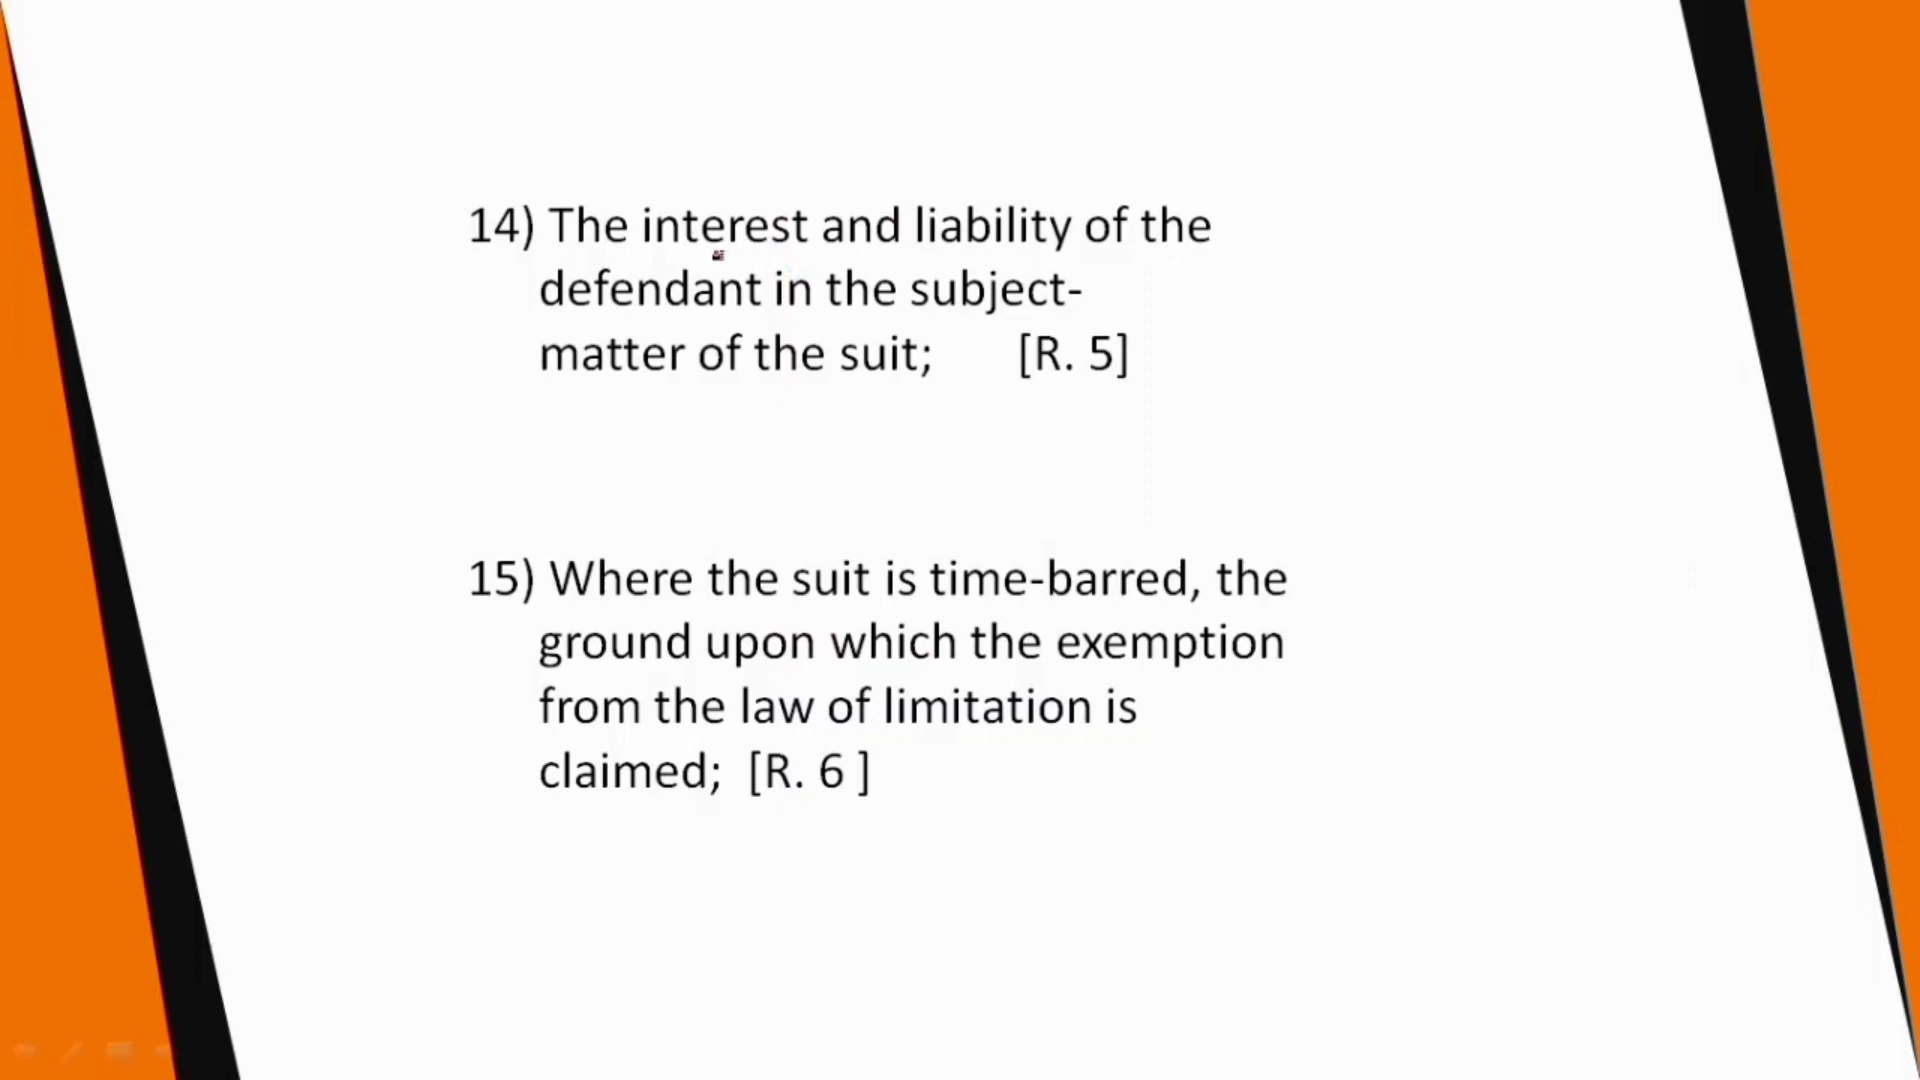 14) The interest and liability of the
defendant in the subject-
matter of the suit; [R. 5]
15) Where the suit is time-barred, the
ground upon which the exemption
from the law of limitation is
claimed; [R. 6 ]